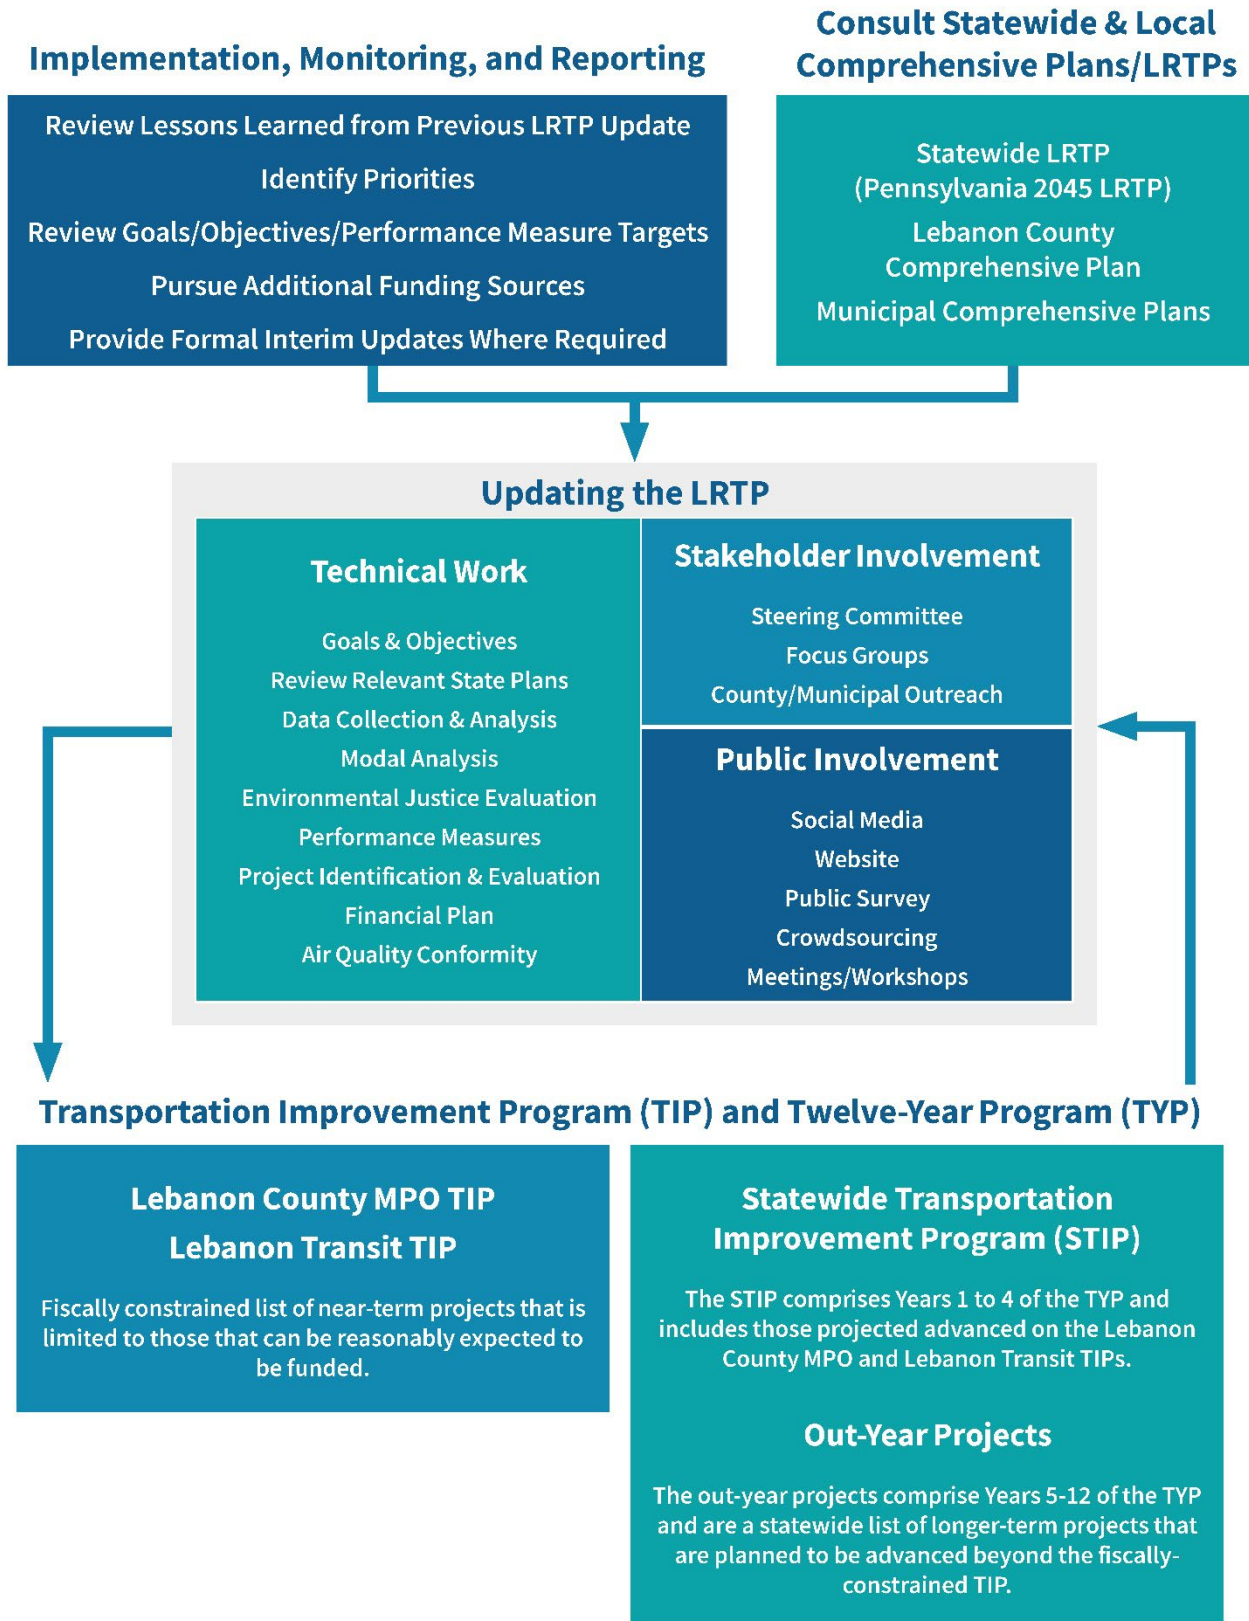 Implementation, Monitoring, and Reporting
Review Lessons Learned from Previous LRTP Update
Identify Priorities
Review Goals/Objectives/Performance Measure Targets
Pursue Additional Funding Sources
Provide Formal Interim Updates Where Required
Consult Statewide & Local
Comprehensive Plans/LRTPs
Statewide LRTP
(Pennsylvania 2045 LRTP)
Lebanon County
Comprehensive Plan
Municipal Comprehensive Plans
Updating the LRTP
Technical Work
Goals & Objectives
Review Relevant State Plans
Data Collection & Analysis
Modal Analysis
Environmental Justice Evaluation
Performance Measures
Project Identification & Evaluation
Financial Plan
Air Quality Conformity
Stakeholder Involvement
Steering Committee
Focus Groups
County/Municipal Outreach
Public Involvement
Social Media
Website
Public Survey
Crowdsourcing
Meetings/Workshops
Transportation Improvement Program (TIP) and Twelve-Year Program (TYP)
Lebanon County MPO TIP
Lebanon Transit TIP
Fiscally constrained list of near-term projects that is
limited to those that can be reasonably expected to
be funded.
Statewide Transportation
Improvement Program (STIP)
The STIP comprises Years 1 to 4 of the TYP and
includes those projected advanced on the Lebanon
County MPO and Lebanon Transit TIPs.
Out-Year Projects
The out-year projects comprise Years 5-12 of the TYP
and are a statewide list of longer-term projects that
are planned to be advanced beyond the fiscally-
constrained TIP.